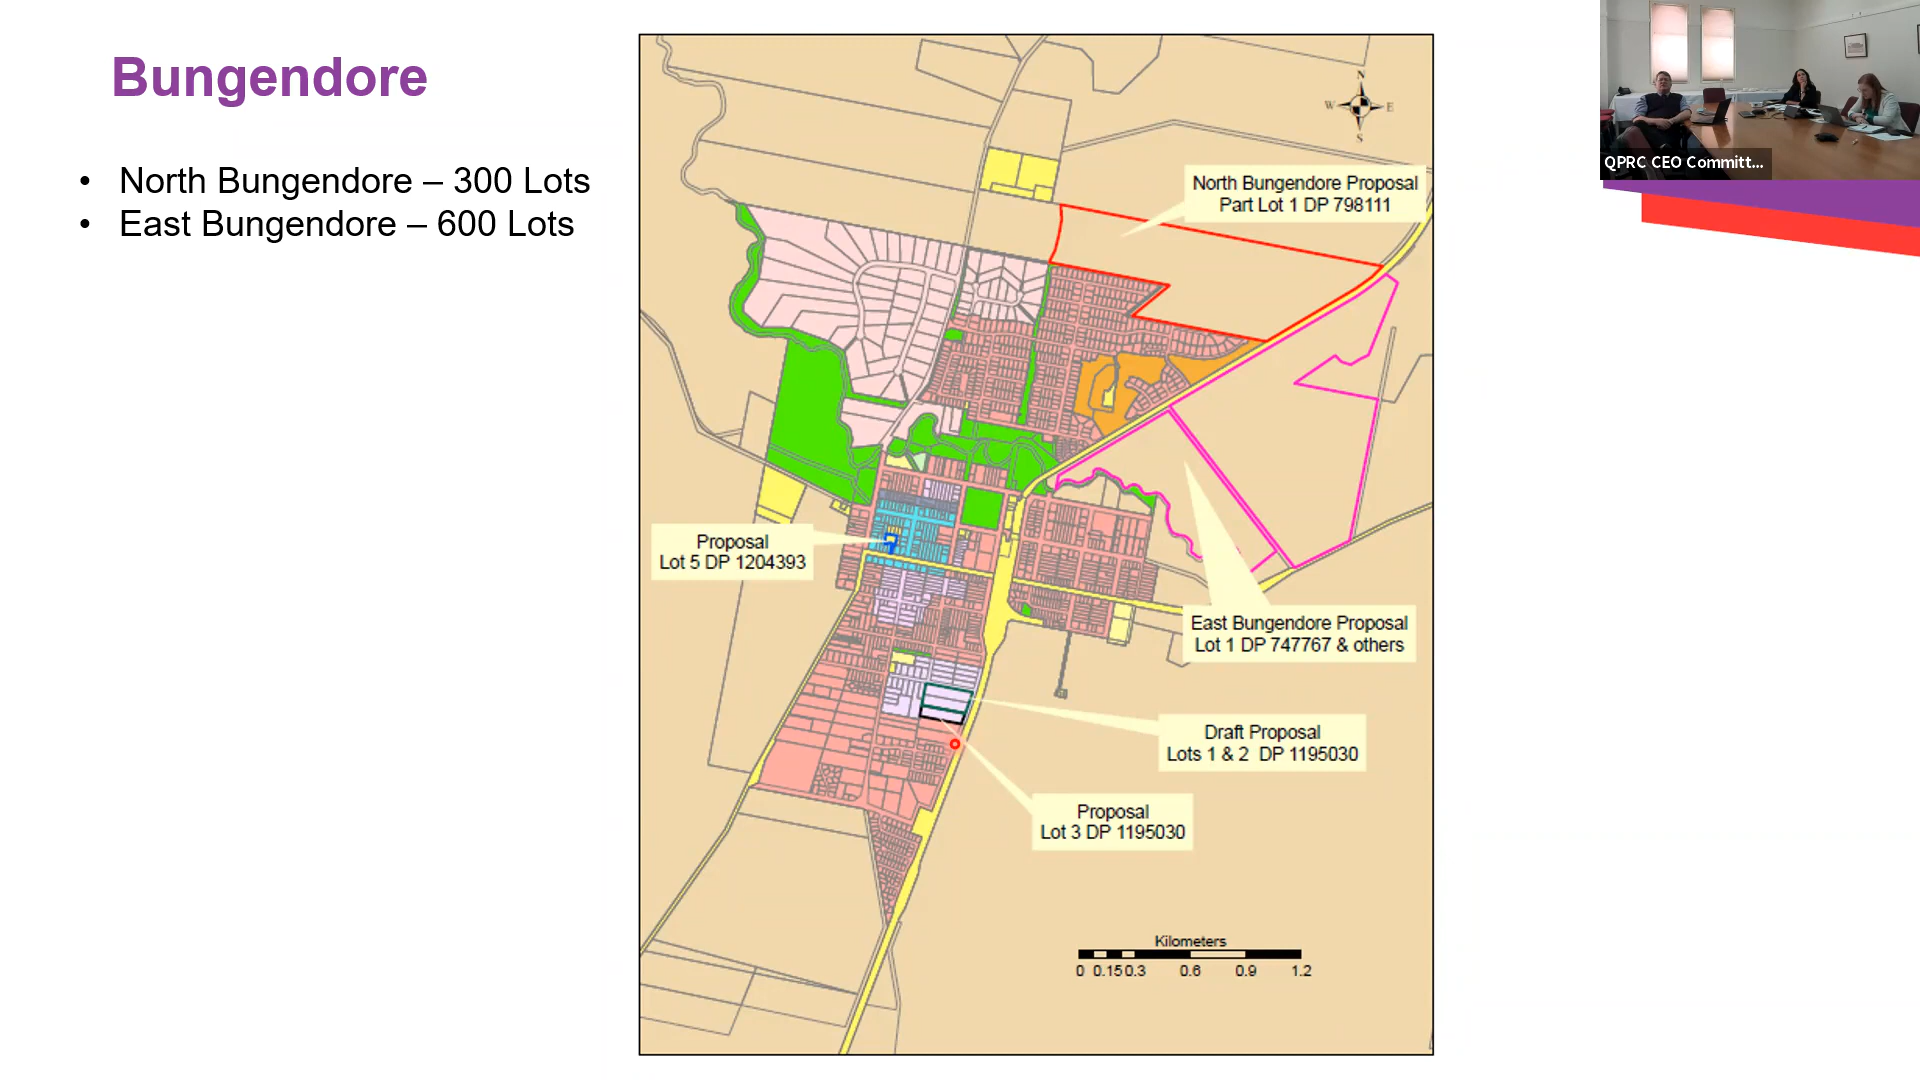 Bungendore
• North Bungendore – 300 Lots
• East Bungendore – 600 Lots
N
W E
S
North Bungendore Proposal
Part Lot 1 DP 798111
Proposal
Lot 5 DP 1204393
East Bungendore Proposal
Lot 1 DP 747767 & others
Draft Proposal
Lots 1 & 2 DP 1195030
Proposal
Lot 3 DP 1195030
Kilometers
0 0.15 0.3 0.6 0.9 1.2
QPRC CEO Committ...